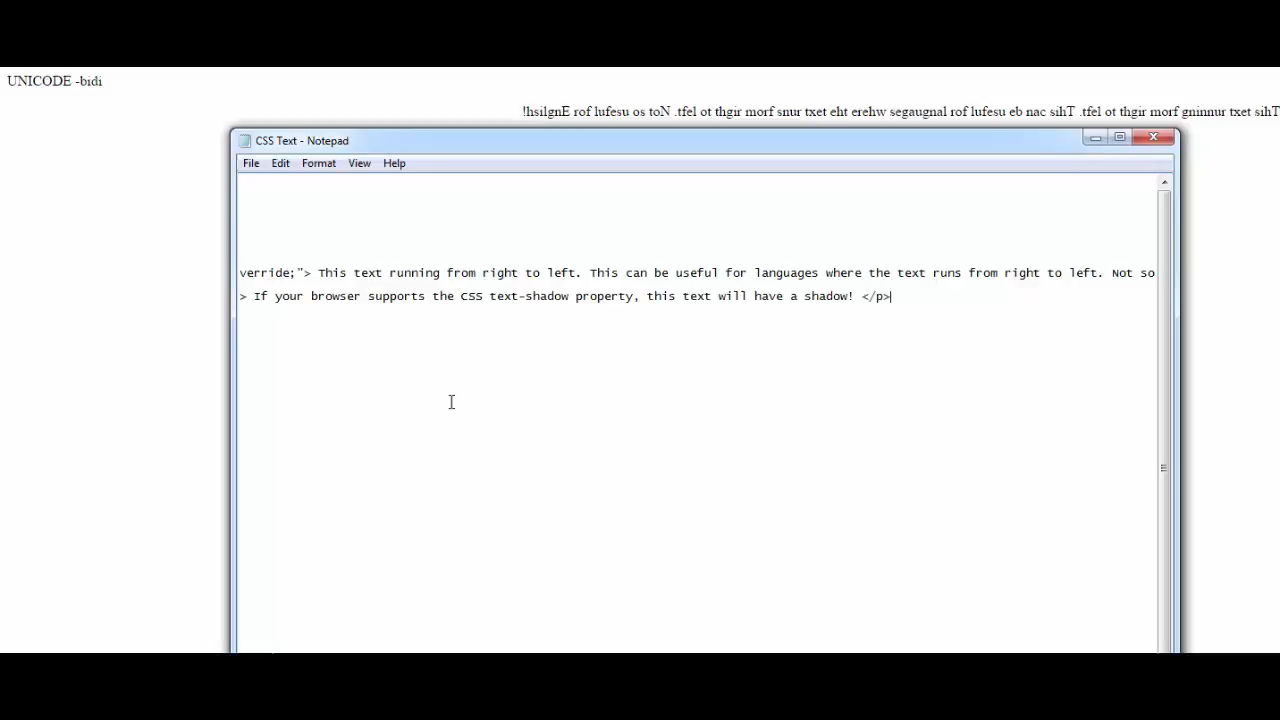 UNICODE -bidi
!hsilgnE rof lufesu os toN .tfel ot thgir morf snur txet eht erehw segaugnal rof lufesu eb nac sihT .tfel ot thgir morf gninnur txet sihT
CSS Text - Notepad
File Edit Format View Help
verride;"> This text running from right to left. This can be useful for languages where the text runs from right to left. Not so
> If your browser supports the CSS text-shadow property, this text will have a shadow! </p>